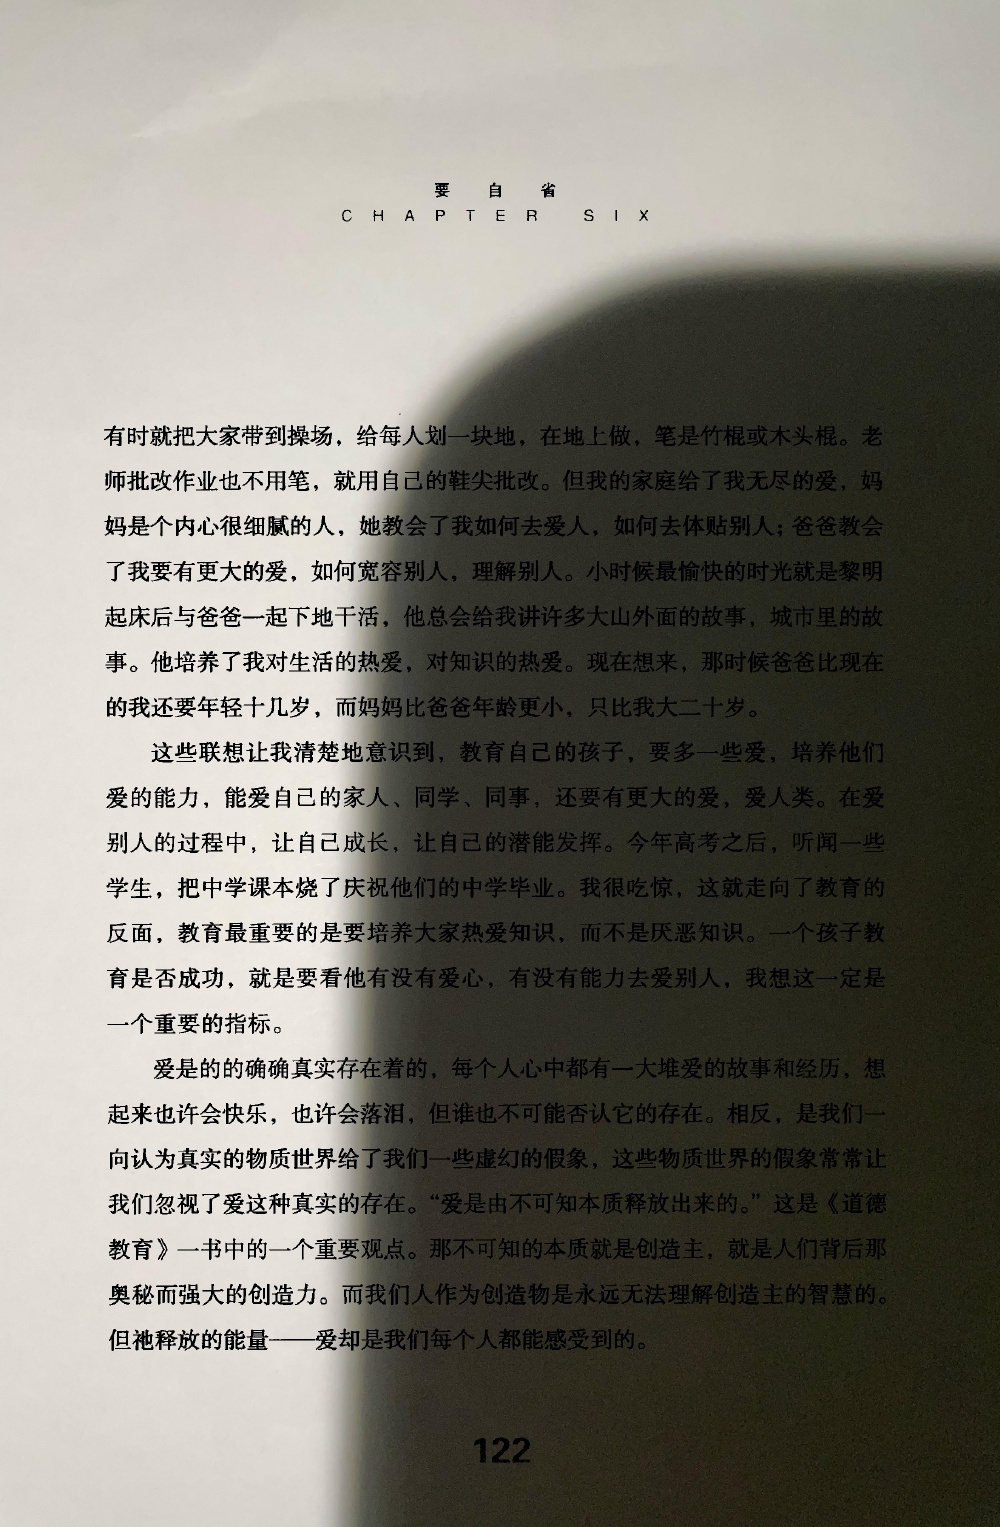 要自省
CHAPTER SIX
有时就把大家带到操场，给每人划一块地，在地上做，笔是竹棍或木头棍。老
师批改作业也不用笔，就用自己的鞋尖批改。但我的家庭给了我无尽的爱，妈
妈是个内心很细腻的人，她教会了我如何去爱人，如何去体贴别人；爸爸教会
了我要有更大的爱，如何宽容别人，理解别人。小时候最愉快的时光就是黎明
起床后与爸爸一起下地干活，他总会给我讲许多大山外面的故事，城市里的故
事。他培养了我对生活的热爱，对知识的热爱。现在想来，那时候爸爸比现在
的我还要年轻十几岁，而妈妈比爸爸年龄更小，只比我大二十岁。
这些联想让我清楚地意识到，教育自己的孩子，要多一些爱，培养他们
爱的能力，能爱自己的家人、同学、同事，还要有更大的爱，爱人类。在爱
别人的过程中，让自己成长，让自己的潜能发挥。今年高考之后，听闻一些
学生，把中学课本烧了庆祝他们的中学毕业。我很吃惊，这就走向了教育的
反面，教育最重要的是要培养大家热爱知识，而不是厌恶知识。一个孩子教
育是否成功，就是要看他有没有爱心，有没有能力去爱别人，我想这一定是
一个重要的指标。
爱是的的确确真实存在着的，每个人心中都有一大堆爱的故事和经历，想
起来也许会快乐，也许会落泪，但谁也不可能否认它的存在。相反，是我们一
向认为真实的物质世界给了我们一些虚幻的假象，这些物质世界的假象常常让
我们忽视了爱这种真实的存在。“爱是由不可知本质释放出来的。”这是《道德
教育》一书中的一个重要观点。那不可知的本质就是创造主，就是人们背后那
奥秘而强大的创造力。而我们人作为创造物是永远无法理解创造主的智慧的。
但祂释放的能量——爱却是我们每个人都能感受到的。
122